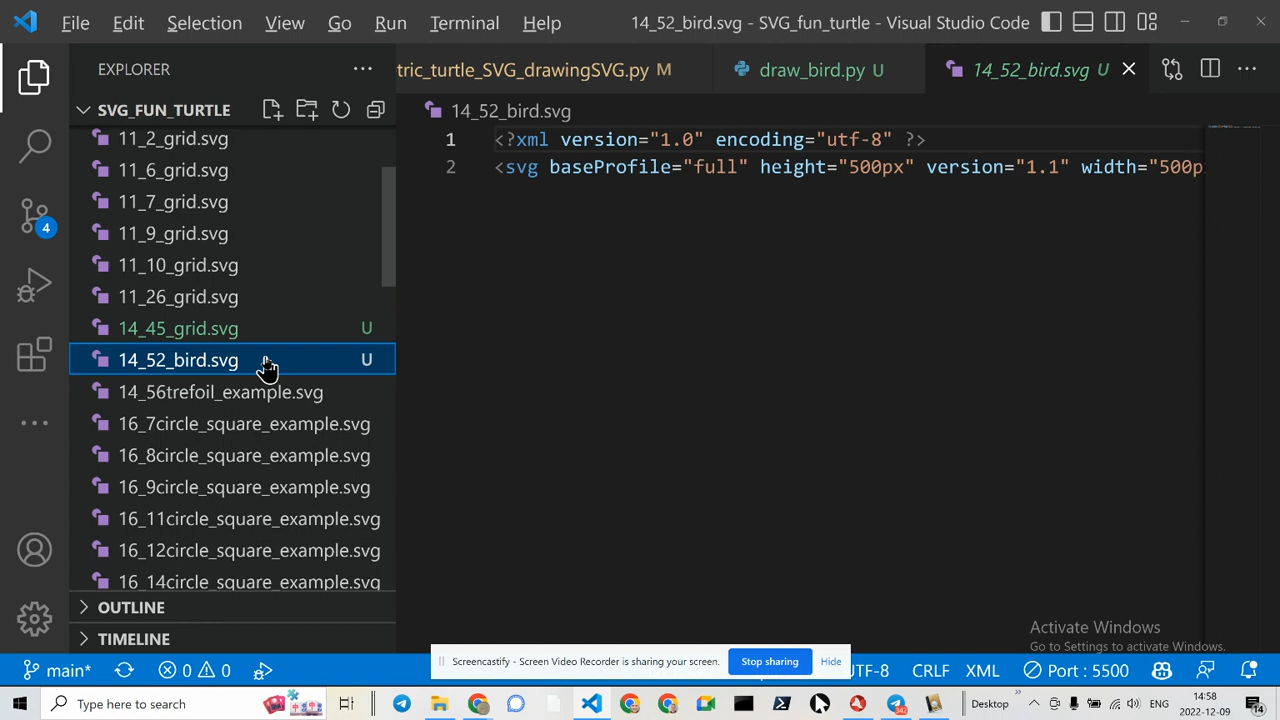 File Edit Selection View Go Run Terminal Help 14_52_bird.svg - SVG_fun_turtle - Visual Studio Code
EXPLORER
tric_turtle_SVG_drawingSVG.py M draw_bird.py U 14_52_bird.svg U
SVG_FUN_TURTLE
14_52_bird.svg
11_2_grid.svg
11_6_grid.svg
11_7_grid.svg
11_9_grid.svg
11_10_grid.svg
11_26_grid.svg
14_45_grid.svg U
14_52_bird.svg U
14_56trefoil_example.svg
16_7circle_square_example.svg
16_8circle_square_example.svg
16_9circle_square_example.svg
16_11circle_square_example.svg
16_12circle_square_example.svg
16_14circle_square_example.svg
OUTLINE
TIMELINE
1 <?xml version="1.0" encoding="utf-8" ?>
2 <svg baseProfile="full" height="500px" version="1.1" width="500p
4
Activate Windows
Go to Settings to activate Windows.
Screencastify - Screen Video Recorder is sharing your screen. Stop sharing Hide
main* 0 0 UTF-8 CRLF XML Port : 5500
Type here to search 342 Desktop ENG 14:58
2022-12-09 14